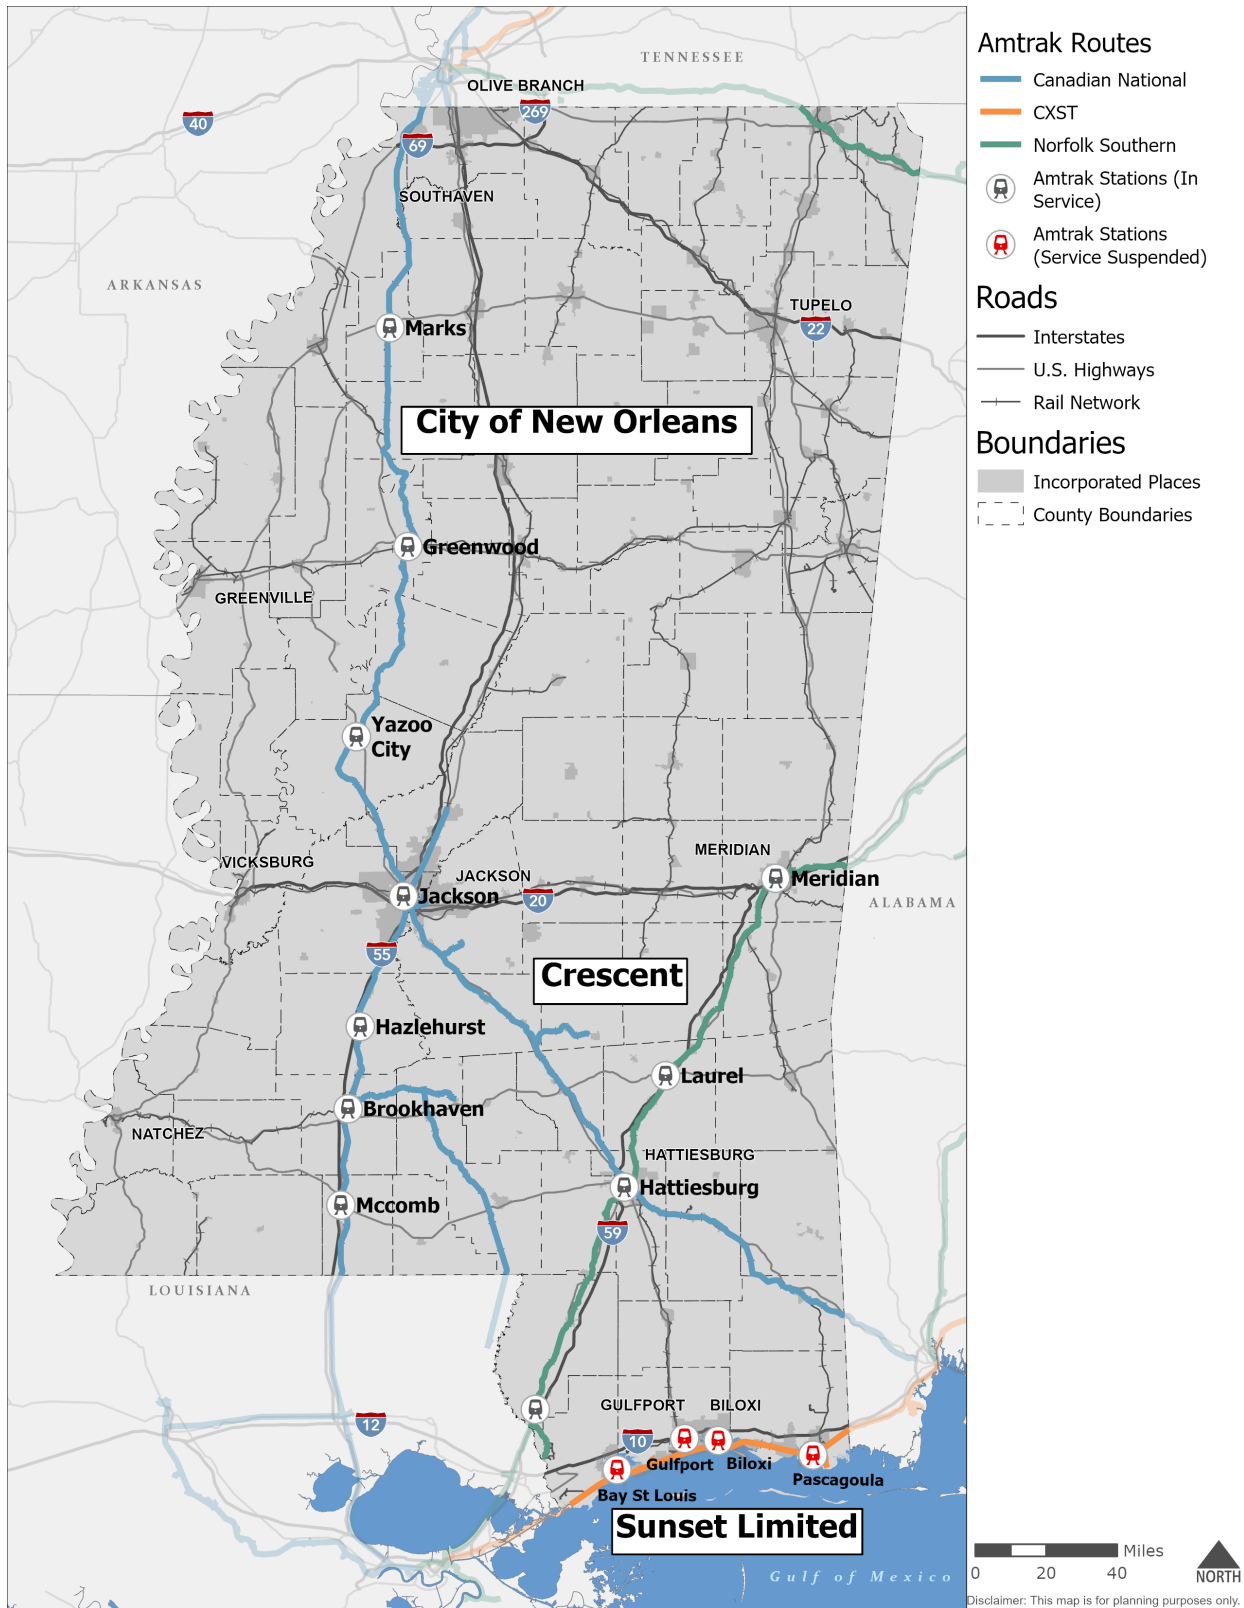 TENNESSEE
OLIVE BRANCH
269
40
69
SOUTHAVEN
ARKANSAS
TUPELO
22
Marks
City of New Orleans
Greenwood
GREENVILLE
Yazoo
City
VICKSBURG
JACKSON
Jackson
20
MERIDIAN
Meridian
ALABAMA
55
Crescent
Hazlehurst
Laurel
Brookhaven
NATCHEZ
HATTIESBURG
Hattiesburg
Mccomb
59
LOUISIANA
12
GULFPORT
BILOXI
10
Gulfport
Biloxi
Pascagoula
Bay St Louis
Sunset Limited
Gulf of Mexico
Amtrak Routes
Canadian National
CXST
Norfolk Southern
Amtrak Stations (In
Service)
Amtrak Stations
(Service Suspended)
Roads
Interstates
U.S. Highways
Rail Network
Boundaries
Incorporated Places
County Boundaries
Miles
0 20 40
NORTH
Disclaimer: This map is for planning purposes only.